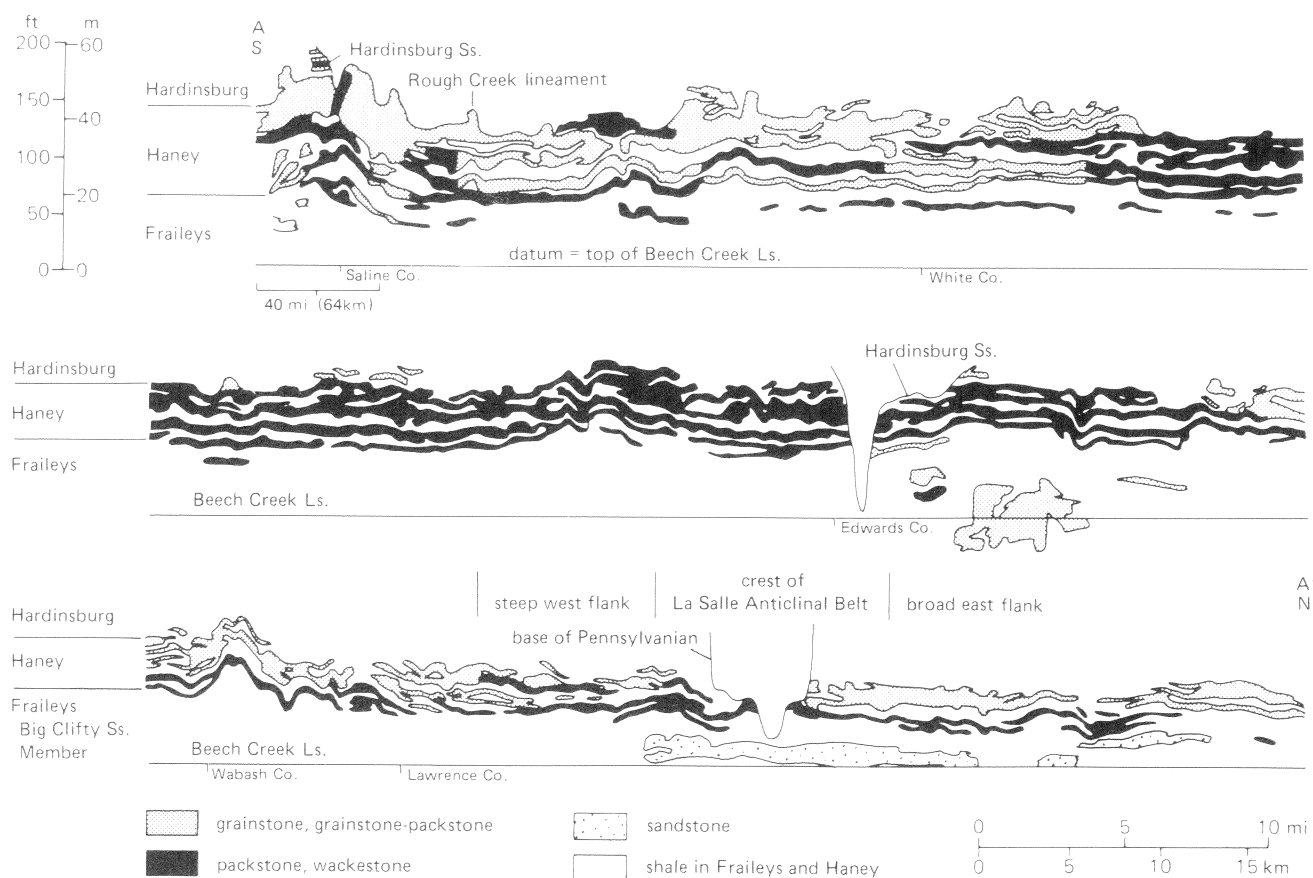 ft m
200 60
150 40
100
20
50
0 0
A
S
Hardinsburg Ss.
Rough Creek lineament
Hardinsburg
Haney
Fraileys
datum = top of Beech Creek Ls.
Saline Co.
White Co.
40 mi (64km)
Hardinsburg Ss.
Hardinsburg
Haney
Fraileys
Beech Creek Ls.
Edwards Co.
crest of
La Salle Anticlinal Belt
steep west flank
broad east flank
A
N
base of Pennsylvanian
Hardinsburg
Haney
Fraileys
Big Clifty Ss.
Member
Beech Creek Ls.
Wabash Co.
Lawrence Co.
grainstone, grainstone-packstone
packstone, wackestone
sandstone
shale in Fraileys and Haney
0 5 10 mi
0 5 10 15 km